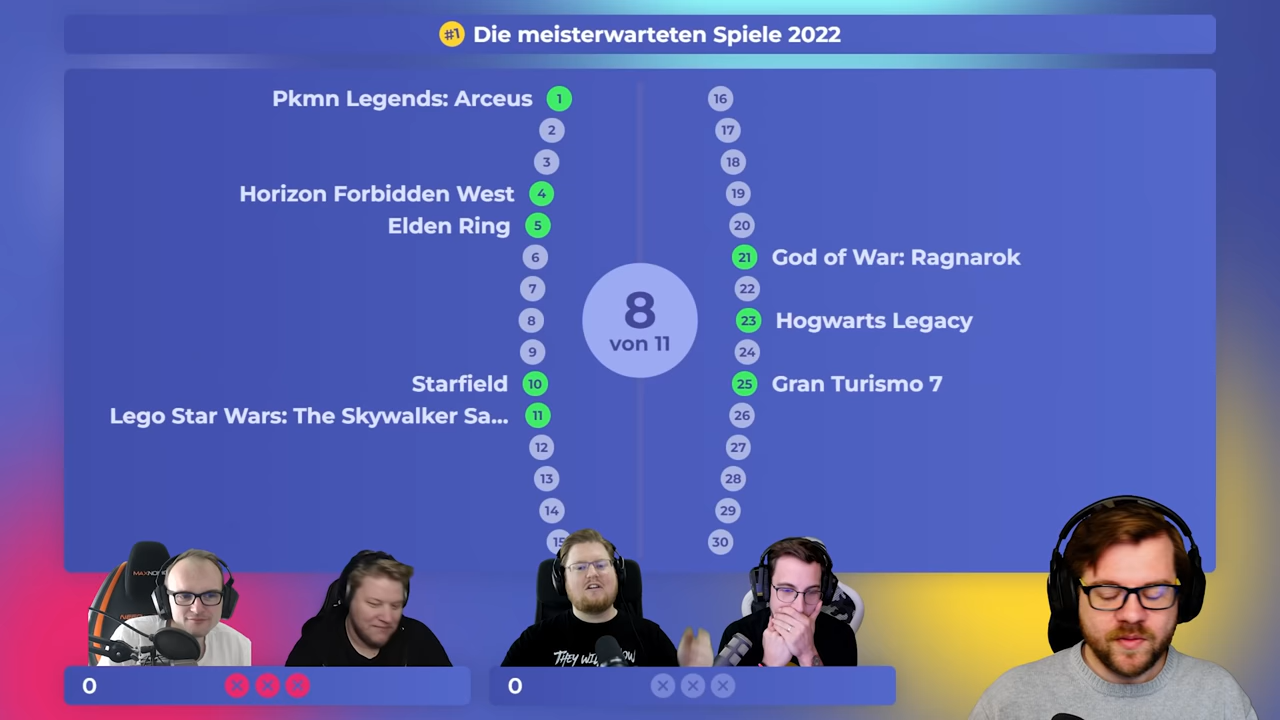 #1 Die meisterwarteten Spiele 2022
Pkmn Legends: Arceus 1
2
3
Horizon Forbidden West 4
Elden Ring 5
6
7
8
9
Starfield 10
Lego Star Wars: The Skywalker Sa... 11
12
13
14
15
8
von 11
16
17
18
19
20
21 God of War: Ragnarok
22
23 Hogwarts Legacy
24
25 Gran Turismo 7
26
27
28
29
30
THEY
0
0